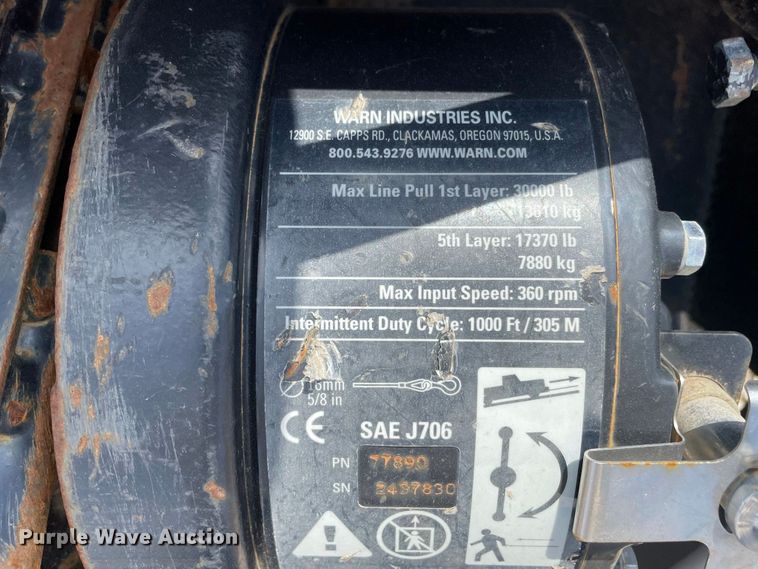 WARN INDUSTRIES INC.
12900 S.E. CAPPS RD., CLACKAMAS, OREGON 97015, U.S.A.
800.543.9276 WWW.WARN.COM
Max Line Pull 1st Layer: 30000 lb
13610 kg
5th Layer: 17370 lb
7880 kg
Max Input Speed: 360 rpm
Intermittent Duty Cycle: 1000 Ft / 305 M
16mm
5/8 in
CE
SAE J706
PN 77890
SN
Purple Wave Auction